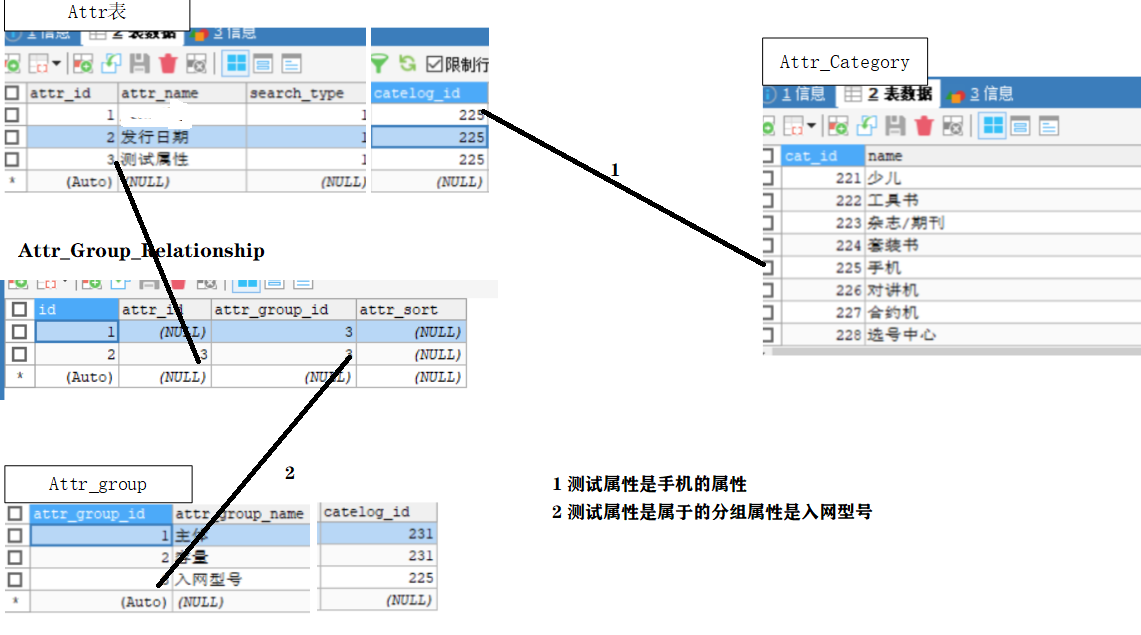 Attr表
1 信息 2 表数据 3 信息
限制行
attr_id attr_name search_type catelog_id
1 1 225
2 发行日期 1 225
3 测试属性 1 225
* (Auto) (NULL) (NULL) (NULL)
Attr_Category
1 信息 2 表数据 3 信息
cat_id name
221 少儿
222 工具书
223 杂志/期刊
224 套装书
225 手机
226 对讲机
227 合约机
228 选号中心
1
Attr_Group_Relationship
id attr_id attr_group_id attr_sort
1 (NULL) 3 (NULL)
2 3 3 (NULL)
* (Auto) (NULL) (NULL) (NULL)
2
Attr_group
attr_group_id attr_group_name catelog_id
1 主体 231
2 容量 231
3 入网型号 225
* (Auto) (NULL) (NULL)
1 测试属性是手机的属性
2 测试属性是属于的分组属性是入网型号